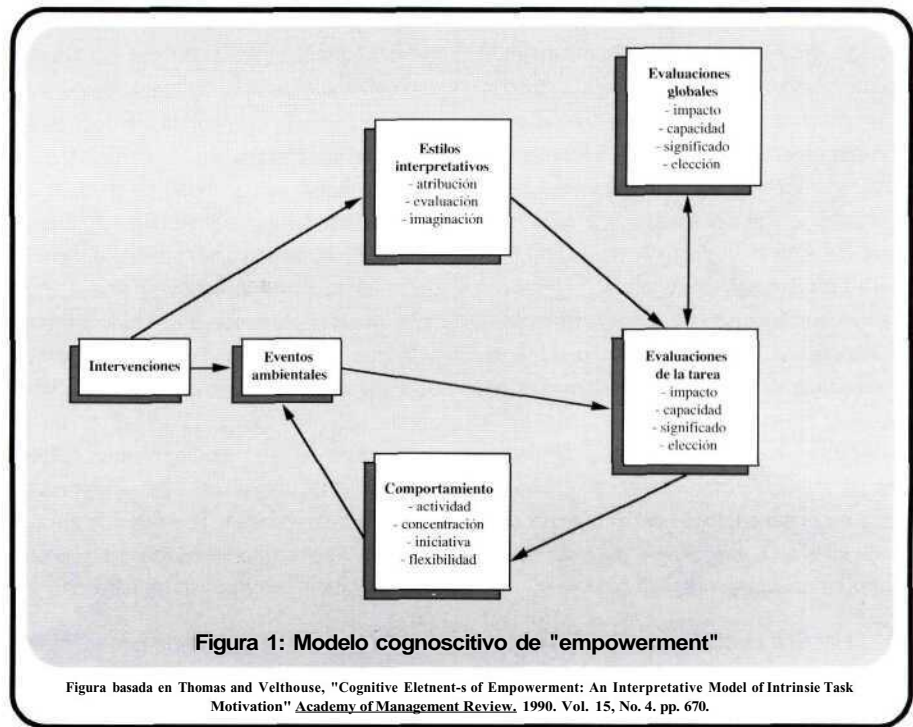 Evaluaciones
globales
- impacto
- capacidad
- significado
- elección
Estilos
interpretativos
- atribución
- evaluación
- imaginación
Intervenciones
Eventos
ambientales
Evaluaciones
de la tarea
- impacto
- capacidad
- significado
- elección
Comportamiento
- actividad
- concentración
- iniciativa
- flexibilidad
Figura 1: Modelo cognoscitivo de "empowerment"
Figura basada en Thomas and Velthouse, "Cognitive Eletnent-s of Empowerment: An Interpretative Model of Intrinsie Task
Motivation" Academy of Management Review. 1990. Vol. 15, No. 4. pp. 670.